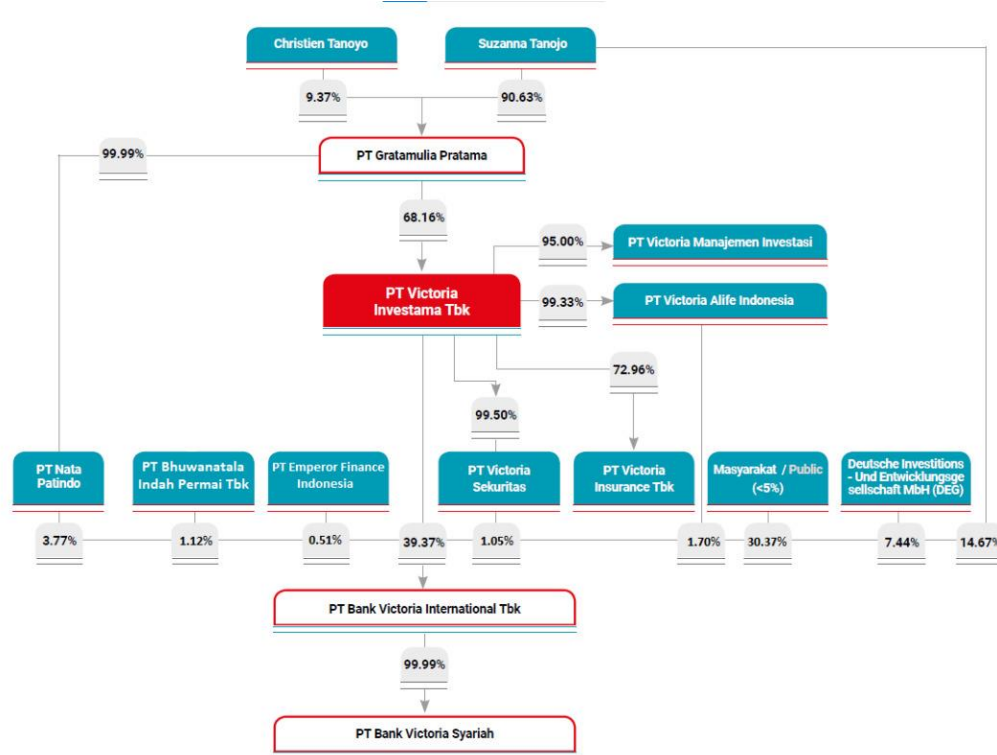 Christien Tanoyo
Suzanna Tanojo
9.37%
90.63%
99.99%
PT Gratamulia Pratama
68.16%
95.00%
PT Victoria Manajemen Investasi
PT Victoria
Investama Tbk
99.33%
PT Victoria Alife Indonesia
72.96%
99.50%
PT Nata
Patindo
PT Bhuwanatala
Indah Permai Tbk
PT Emperor Finance
Indonesia
PT Victoria
Sekuritas
PT Victoria
Insurance Tbk
Masyarakat / Public
(<5%)
Deutsche Investitions
- Und Entwicklungsge
sellschaft MbH (DEG)
3.77%
1.12%
0.51%
39.37%
1.05%
1.70%
30.37%
7.44%
14.67%
PT Bank Victoria International Tbk
99.99%
PT Bank Victoria Syariah